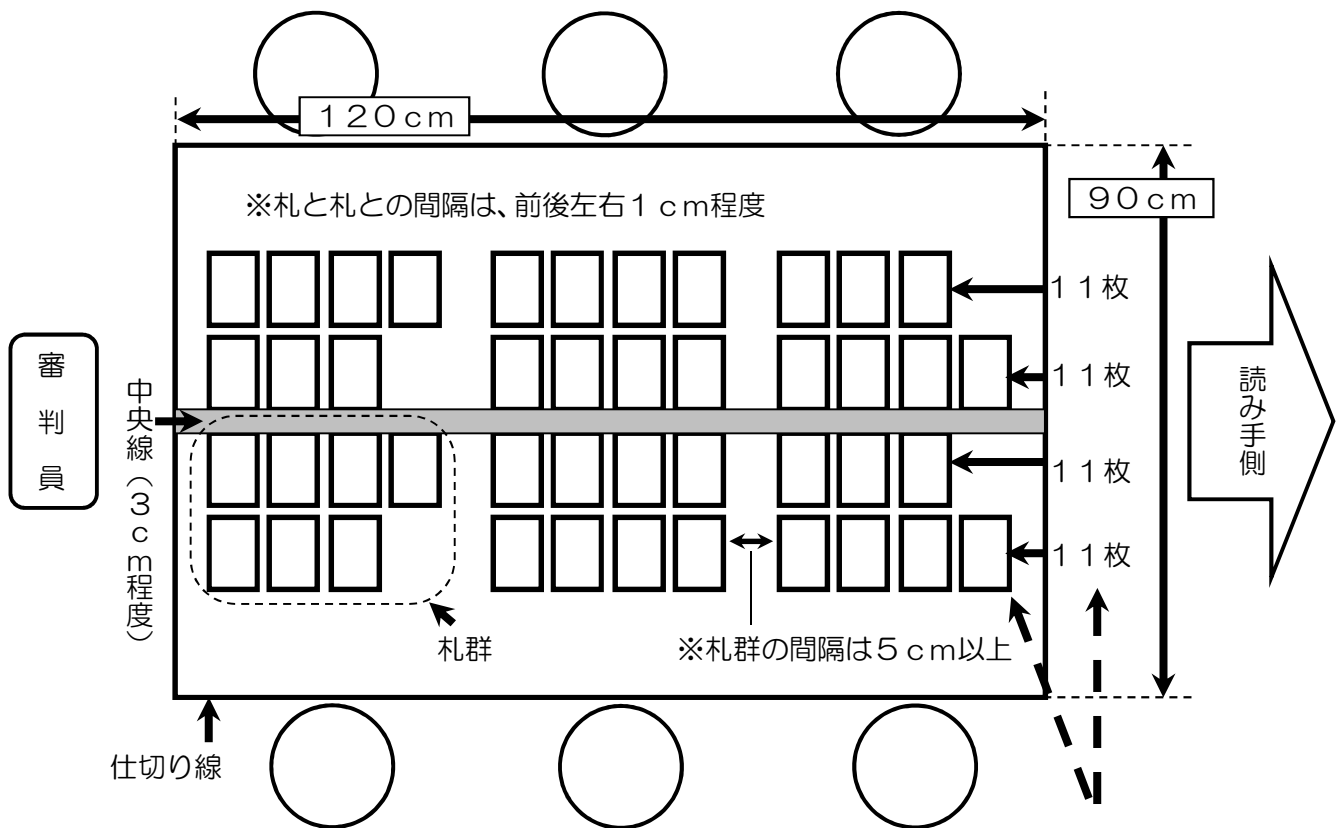 １２０ｃｍ
※札と札との間隔は、前後左右１ｃｍ程度
９０ｃｍ
１１枚
１１枚
審判員
中央線（３ｃｍ程度）
読み手側
１１枚
１１枚
札群
※札群の間隔は５ｃｍ以上
仕切り線